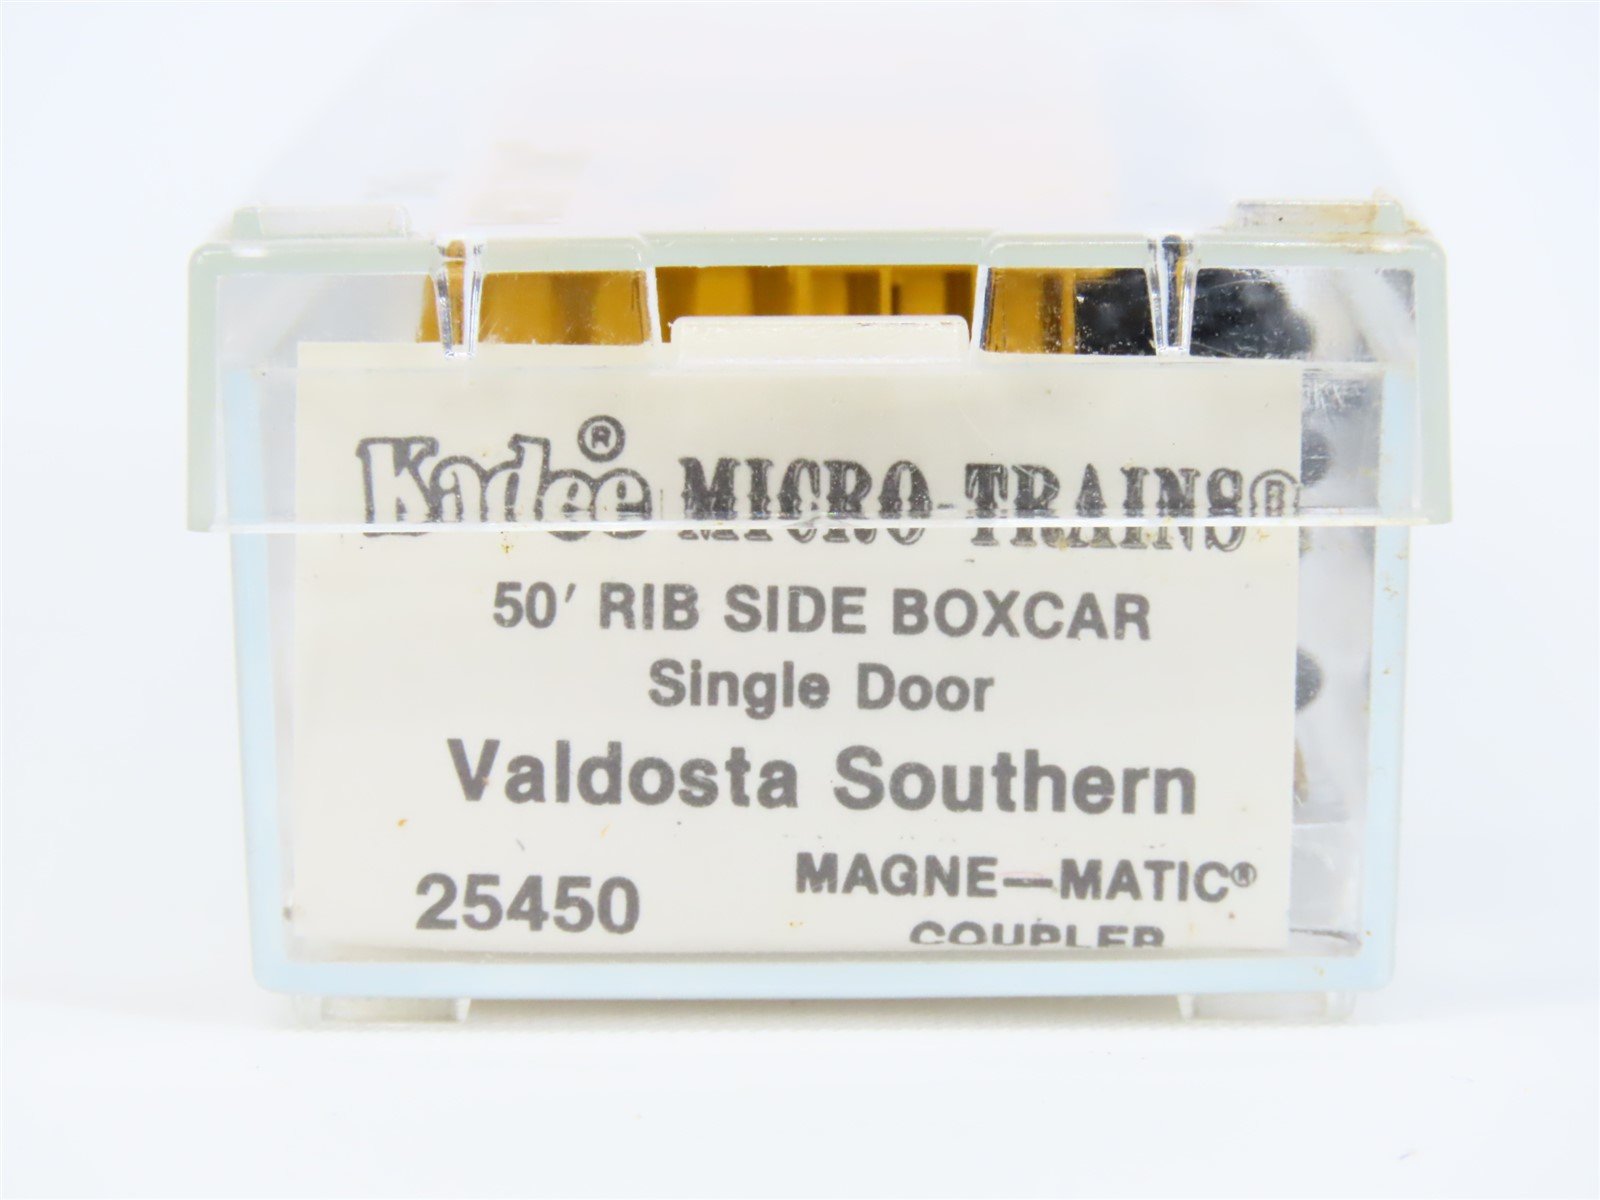 Kadee® MICRO-TRAINS®
50' RIB SIDE BOXCAR
Single Door
Valdosta Southern
25450
MAGNE—MATIC®
COUPLER